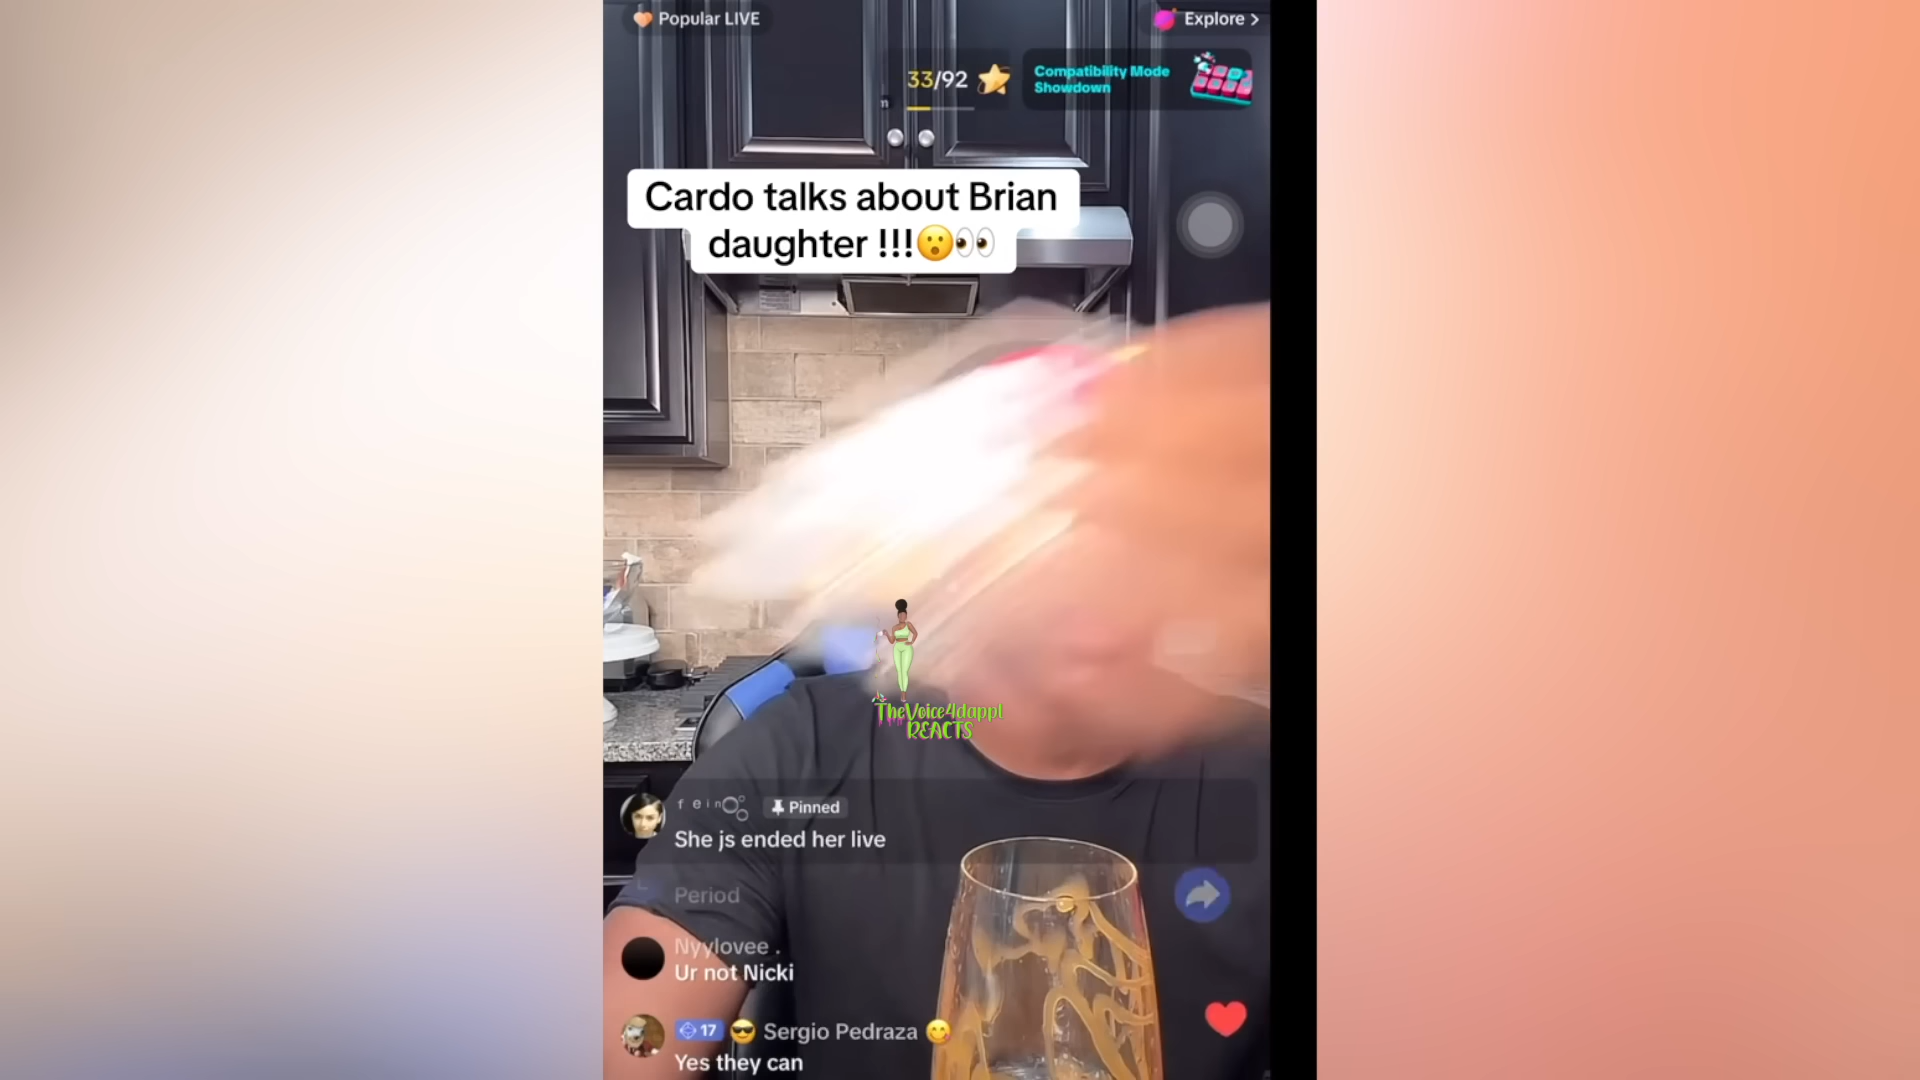 Popular LIVE
Explore >
33/92
Compatibility Mode
Showdown
Cardo talks about Brian
daughter !!!😮👀
TheVoice4dappl
REACTS
f e i n
Pinned
She js ended her live
Period
Nyylovee .
Ur not Nicki
17 😎 Sergio Pedraza 😋
Yes they can